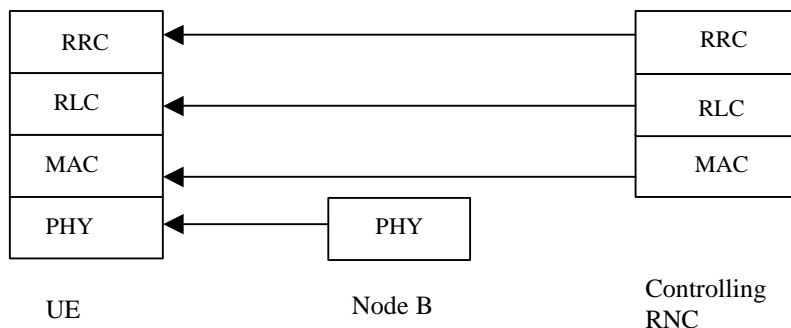 RRC
RRC
RLC
RLC
MAC
MAC
PHY
PHY
UE
Node B
Controlling
RNC